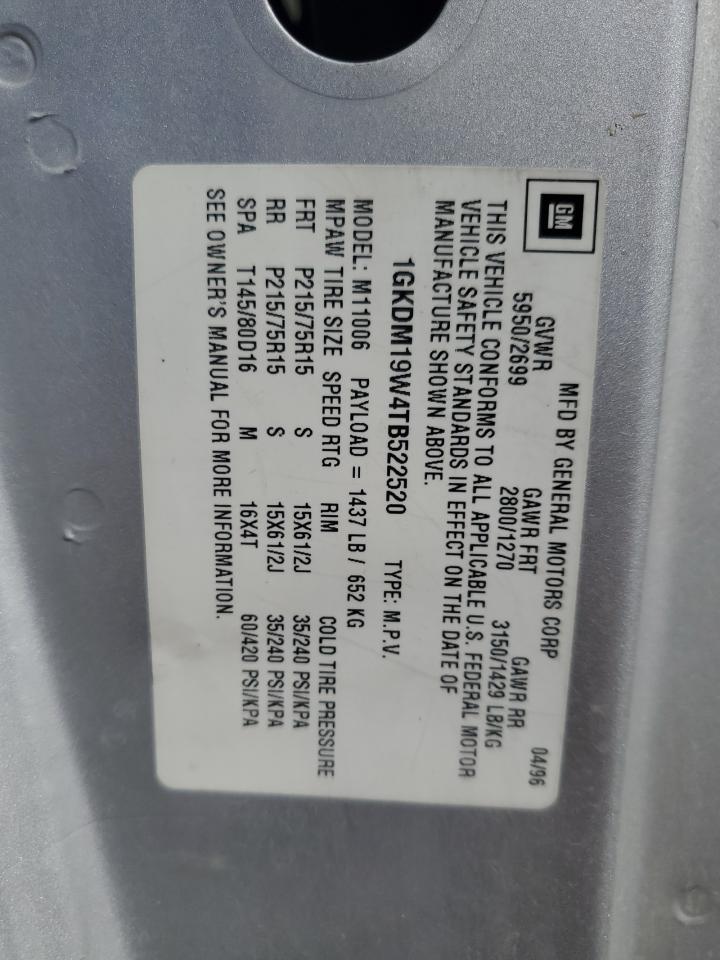 GM
MFD BY GENERAL MOTORS CORP 04/96
GVWR GAWR FRT GAWR RR
5950/2699 2800/1270 3150/1429 LB/KG
THIS VEHICLE CONFORMS TO ALL APPLICABLE U.S. FEDERAL MOTOR
VEHICLE SAFETY STANDARDS IN EFFECT ON THE DATE OF
MANUFACTURE SHOWN ABOVE.
1GKDM19W4TB522520 TYPE: M.P.V.
MODEL: M11006 PAYLOAD = 1437 LB / 652 KG
MPAW TIRE SIZE SPEED RTG RIM COLD TIRE PRESSURE
FRT P215/75R15 S 15X61/2J 35/240 PSI/KPA
RR P215/75R15 S 15X61/2J 35/240 PSI/KPA
SPA T145/80D16 M 16X4T 60/420 PSI/KPA
SEE OWNER'S MANUAL FOR MORE INFORMATION.